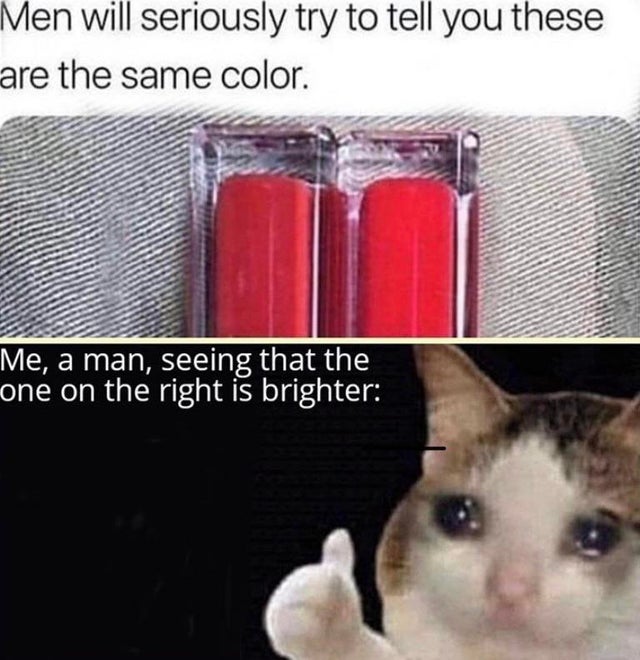 Men will seriously try to tell you these
are the same color.
Me, a man, seeing that the
one on the right is brighter: